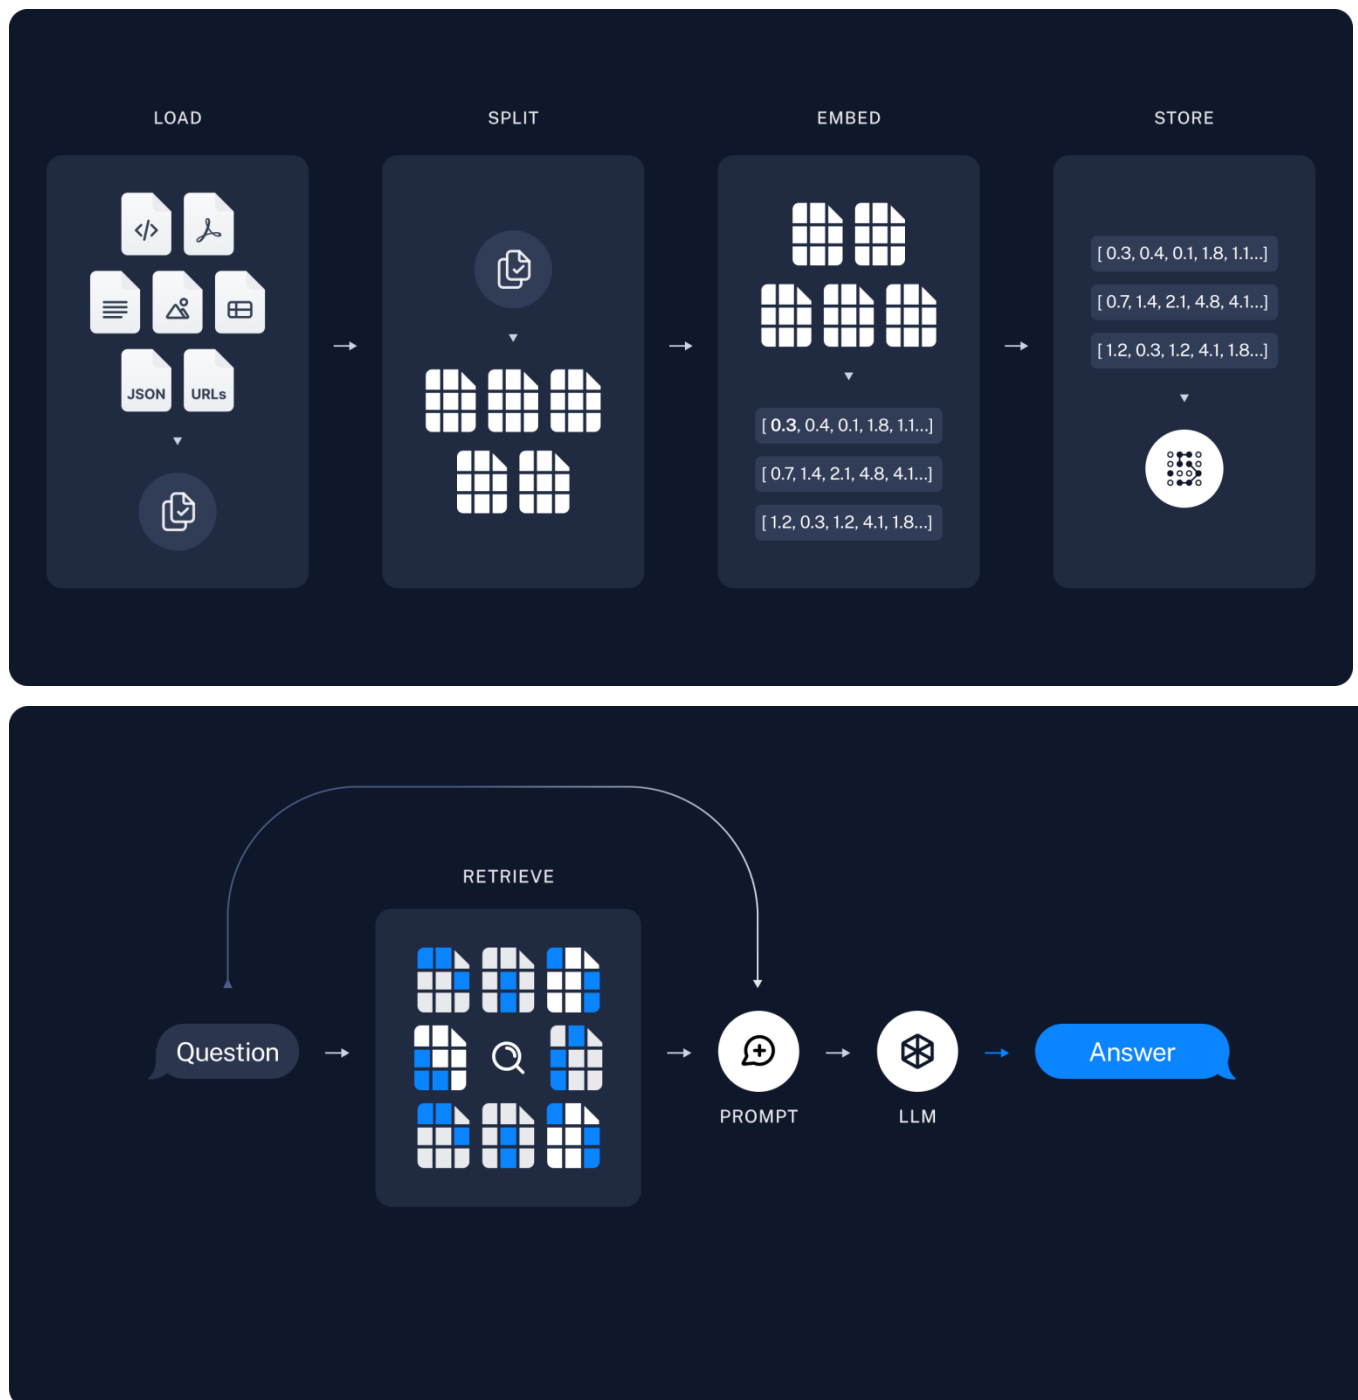 LOAD
SPLIT
EMBED
STORE
</>
JSON
URLs
[ 0.3, 0.4, 0.1, 1.8, 1.1...]
[ 0.7, 1.4, 2.1, 4.8, 4.1...]
[ 1.2, 0.3, 1.2, 4.1, 1.8...]
[ 0.3, 0.4, 0.1, 1.8, 1.1...]
[ 0.7, 1.4, 2.1, 4.8, 4.1...]
[ 1.2, 0.3, 1.2, 4.1, 1.8...]
RETRIEVE
Question
PROMPT
LLM
Answer